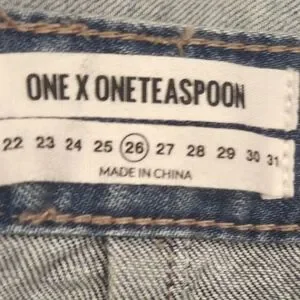 ONE X ONETEASPOON
22 23 24 25 26 27 28 29 30 31
MADE IN CHINA